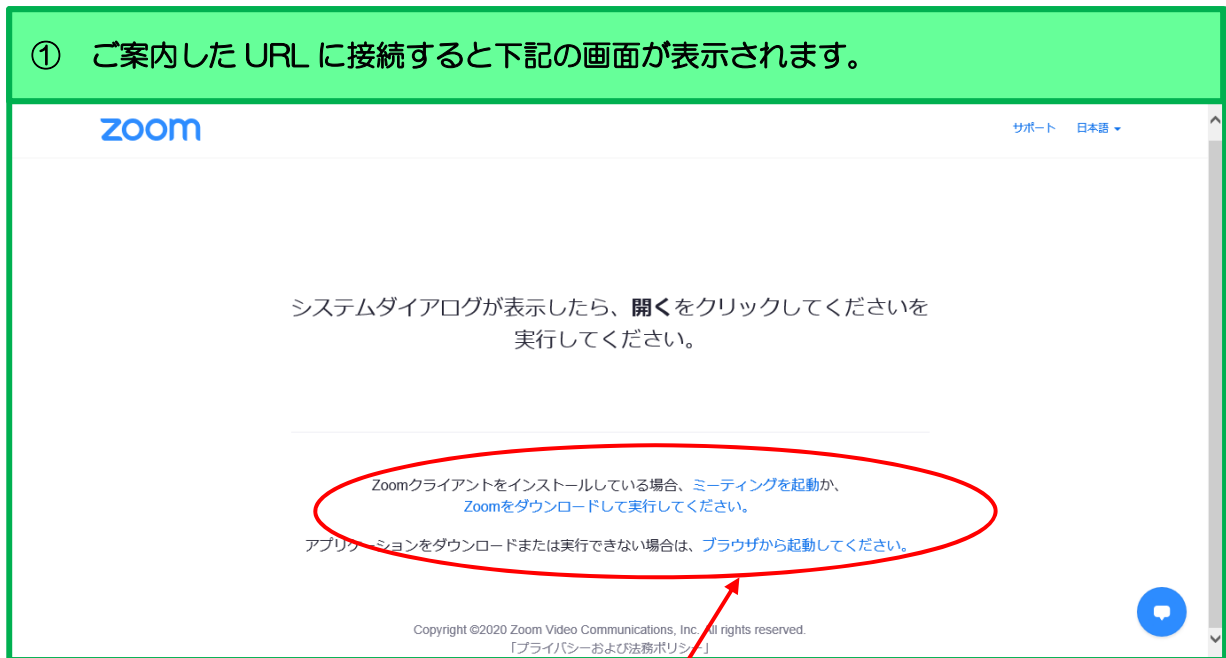 ① ご案内した URL に接続すると下記の画面が表示されます。
zoom
サポート 日本語
システムダイアログが表示したら、開くをクリックしてくださいを
実行してください。
Zoomクライアントをインストールしている場合、ミーティングを起動か、
Zoomをダウンロードして実行してください。
アプリケーションをダウンロードまたは実行できない場合は、ブラウザから起動してください。
Copyright ©2020 Zoom Video Communications, Inc. All rights reserved.
「プライバシーおよび法務ポリシー」